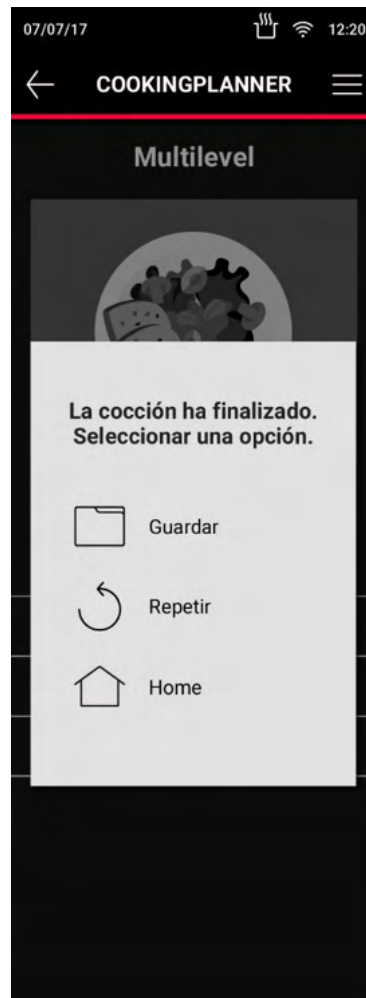 07/07/17 12:20
COOKINGPLANNER
Multilevel
La cocción ha finalizado.
Seleccionar una opción.
Guardar
Repetir
Home